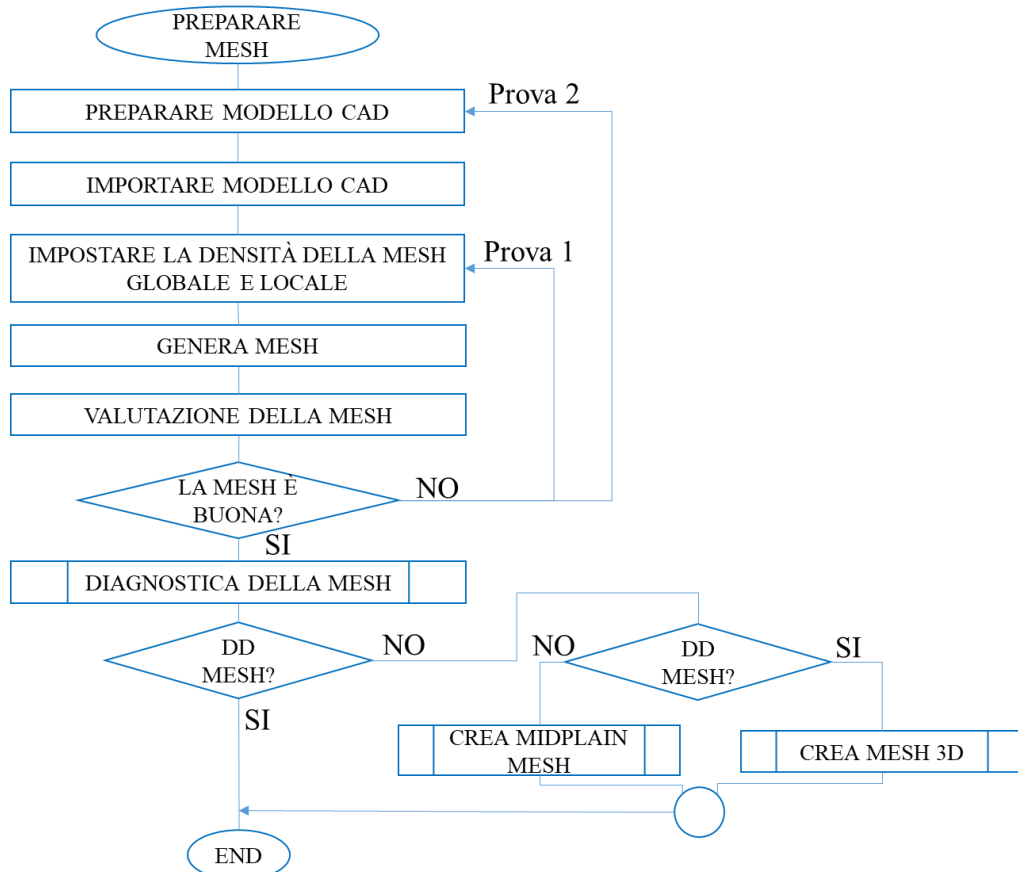 PREPARARE
MESH
PREPARARE MODELLO CAD
Prova 2
IMPORTARE MODELLO CAD
IMPOSTARE LA DENSITÀ DELLA MESH
GLOBALE E LOCALE
Prova 1
GENERA MESH
VALUTAZIONE DELLA MESH
LA MESH È
BUONA?
NO
SI
DIAGNOSTICA DELLA MESH
DD
MESH?
NO
SI
NO
DD
MESH?
SI
CREA MIDPLAIN
MESH
CREA MESH 3D
END